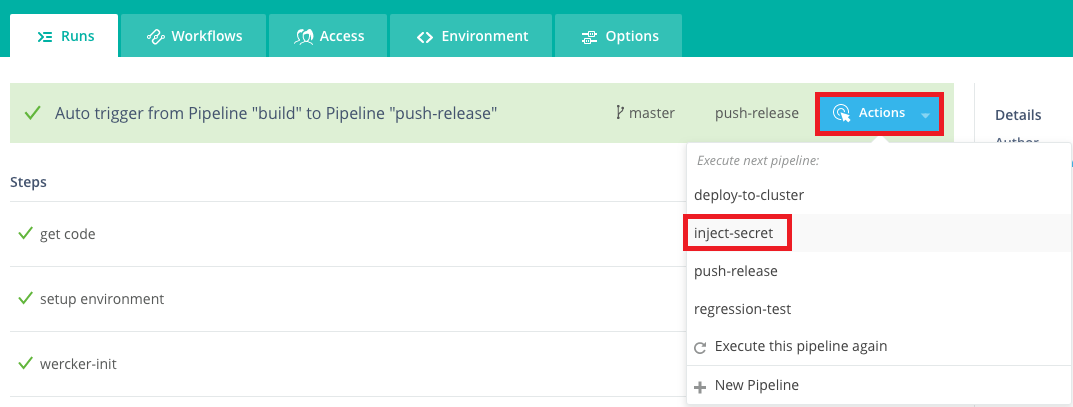 Runs Workflows Access Environment Options
Auto trigger from Pipeline "build" to Pipeline "push-release" master push-release Actions
Details
Author
Execute next pipeline:
Steps
deploy-to-cluster
get code
inject-secret
push-release
setup environment
regression-test
Execute this pipeline again
wercker-init
New Pipeline